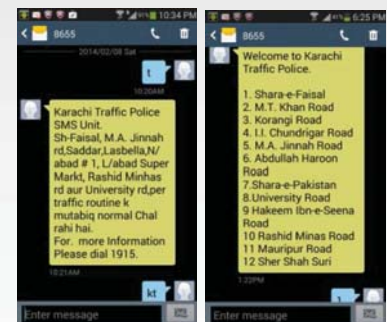 41% 10:34 PM
8655
2014/02/08 Sat
t
10:20AM
Karachi Traffic Police
SMS Unit.
Sh-Faisal, M.A. Jinnah
rd,Saddar,Lasbella,N/
abad # 1, L/abad Super
Markt, Rashid Minhas
rd aur University rd,per
traffic routine k
mutabiq normal Chal
rahi hai.
For. more Information
Please dial 1915.
10:21AM
kt
Enter message
6:25 PM
8655
Welcome to Karachi
Traffic Police.
1. Shara-e-Faisal
2. M.T. Khan Road
3. Korangi Road
4. I.I. Chundrigar Road
5. M.A. Jinnah Road
6. Abdullah Haroon
Road
7.Shara-e-Pakistan
8.University Road
9 Hakeem Ibn-e-Seena
Road
10 Rashid Minas Road
11 Mauripur Road
12 Sher Shah Suri
1:22PM
1
Enter message